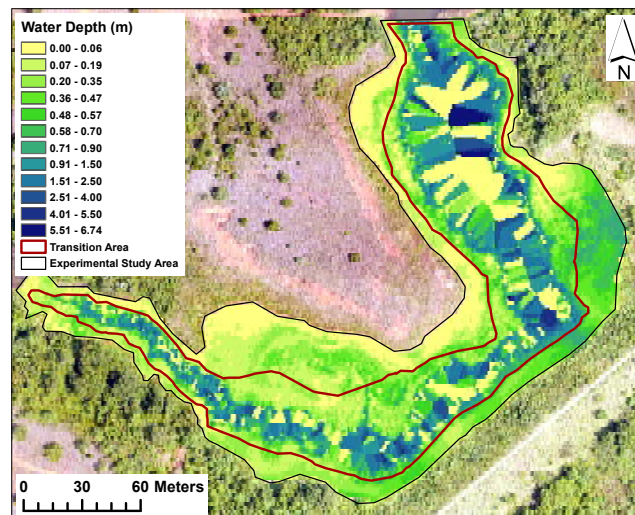 Water Depth (m)
0.00 - 0.06
0.07 - 0.19
0.20 - 0.35
0.36 - 0.47
0.48 - 0.57
0.58 - 0.70
0.71 - 0.90
0.91 - 1.50
1.51 - 2.50
2.51 - 4.00
4.01 - 5.50
5.51 - 6.74
Transition Area
Experimental Study Area
N
0 30 60 Meters